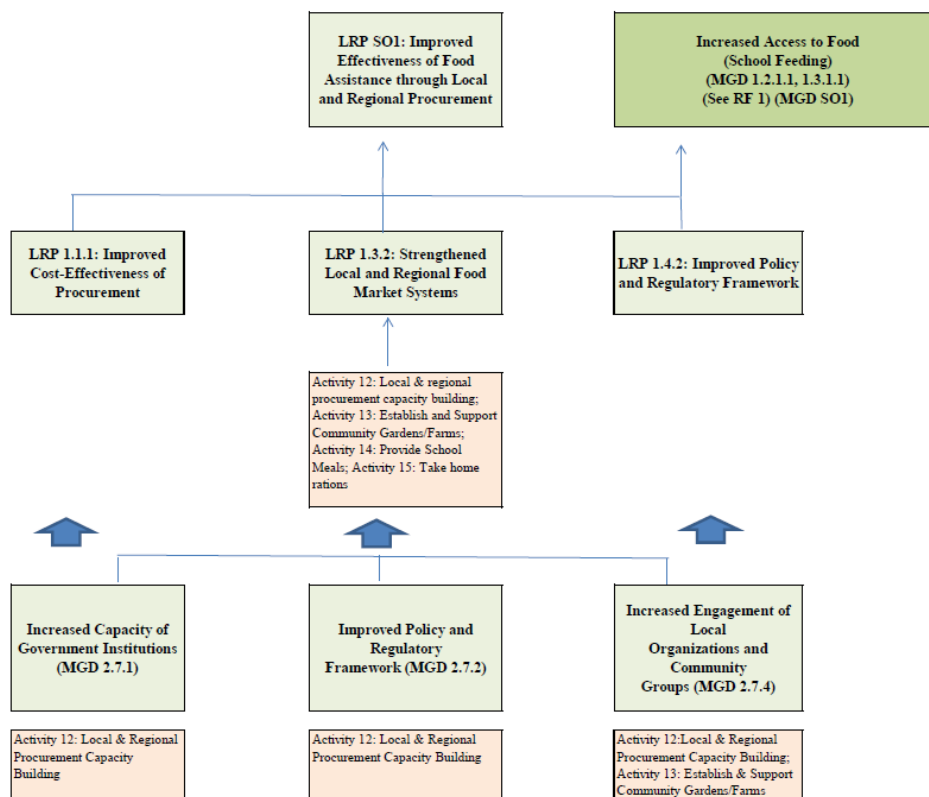 LRP SO1: Improved
Effectiveness of Food
Assistance through Local
and Regional Procurement
Increased Access to Food
(School Feeding)
(MGD 1.2.1.1, 1.3.1.1)
(See RF 1) (MGD SO1)
LRP 1.1.1: Improved
Cost-Effectiveness of
Procurement
LRP 1.3.2: Strengthened
Local and Regional Food
Market Systems
LRP 1.4.2: Improved Policy
and Regulatory Framework
Activity 12: Local & regional
procurement capacity building;
Activity 13: Establish and Support
Community Gardens/Farms;
Activity 14: Provide School
Meals; Activity 15: Take home
rations
Increased Capacity of
Government Institutions
(MGD 2.7.1)
Improved Policy and
Regulatory
Framework (MGD 2.7.2)
Increased Engagement of
Local
Organizations and
Community
Groups (MGD 2.7.4)
Activity 12: Local & Regional
Procurement Capacity
Building
Activity 12: Local & Regional
Procurement Capacity Building
Activity 12:Local & Regional
Procurement Capacity Building;
Activity 13: Establish & Support
Community Gardens/Farms